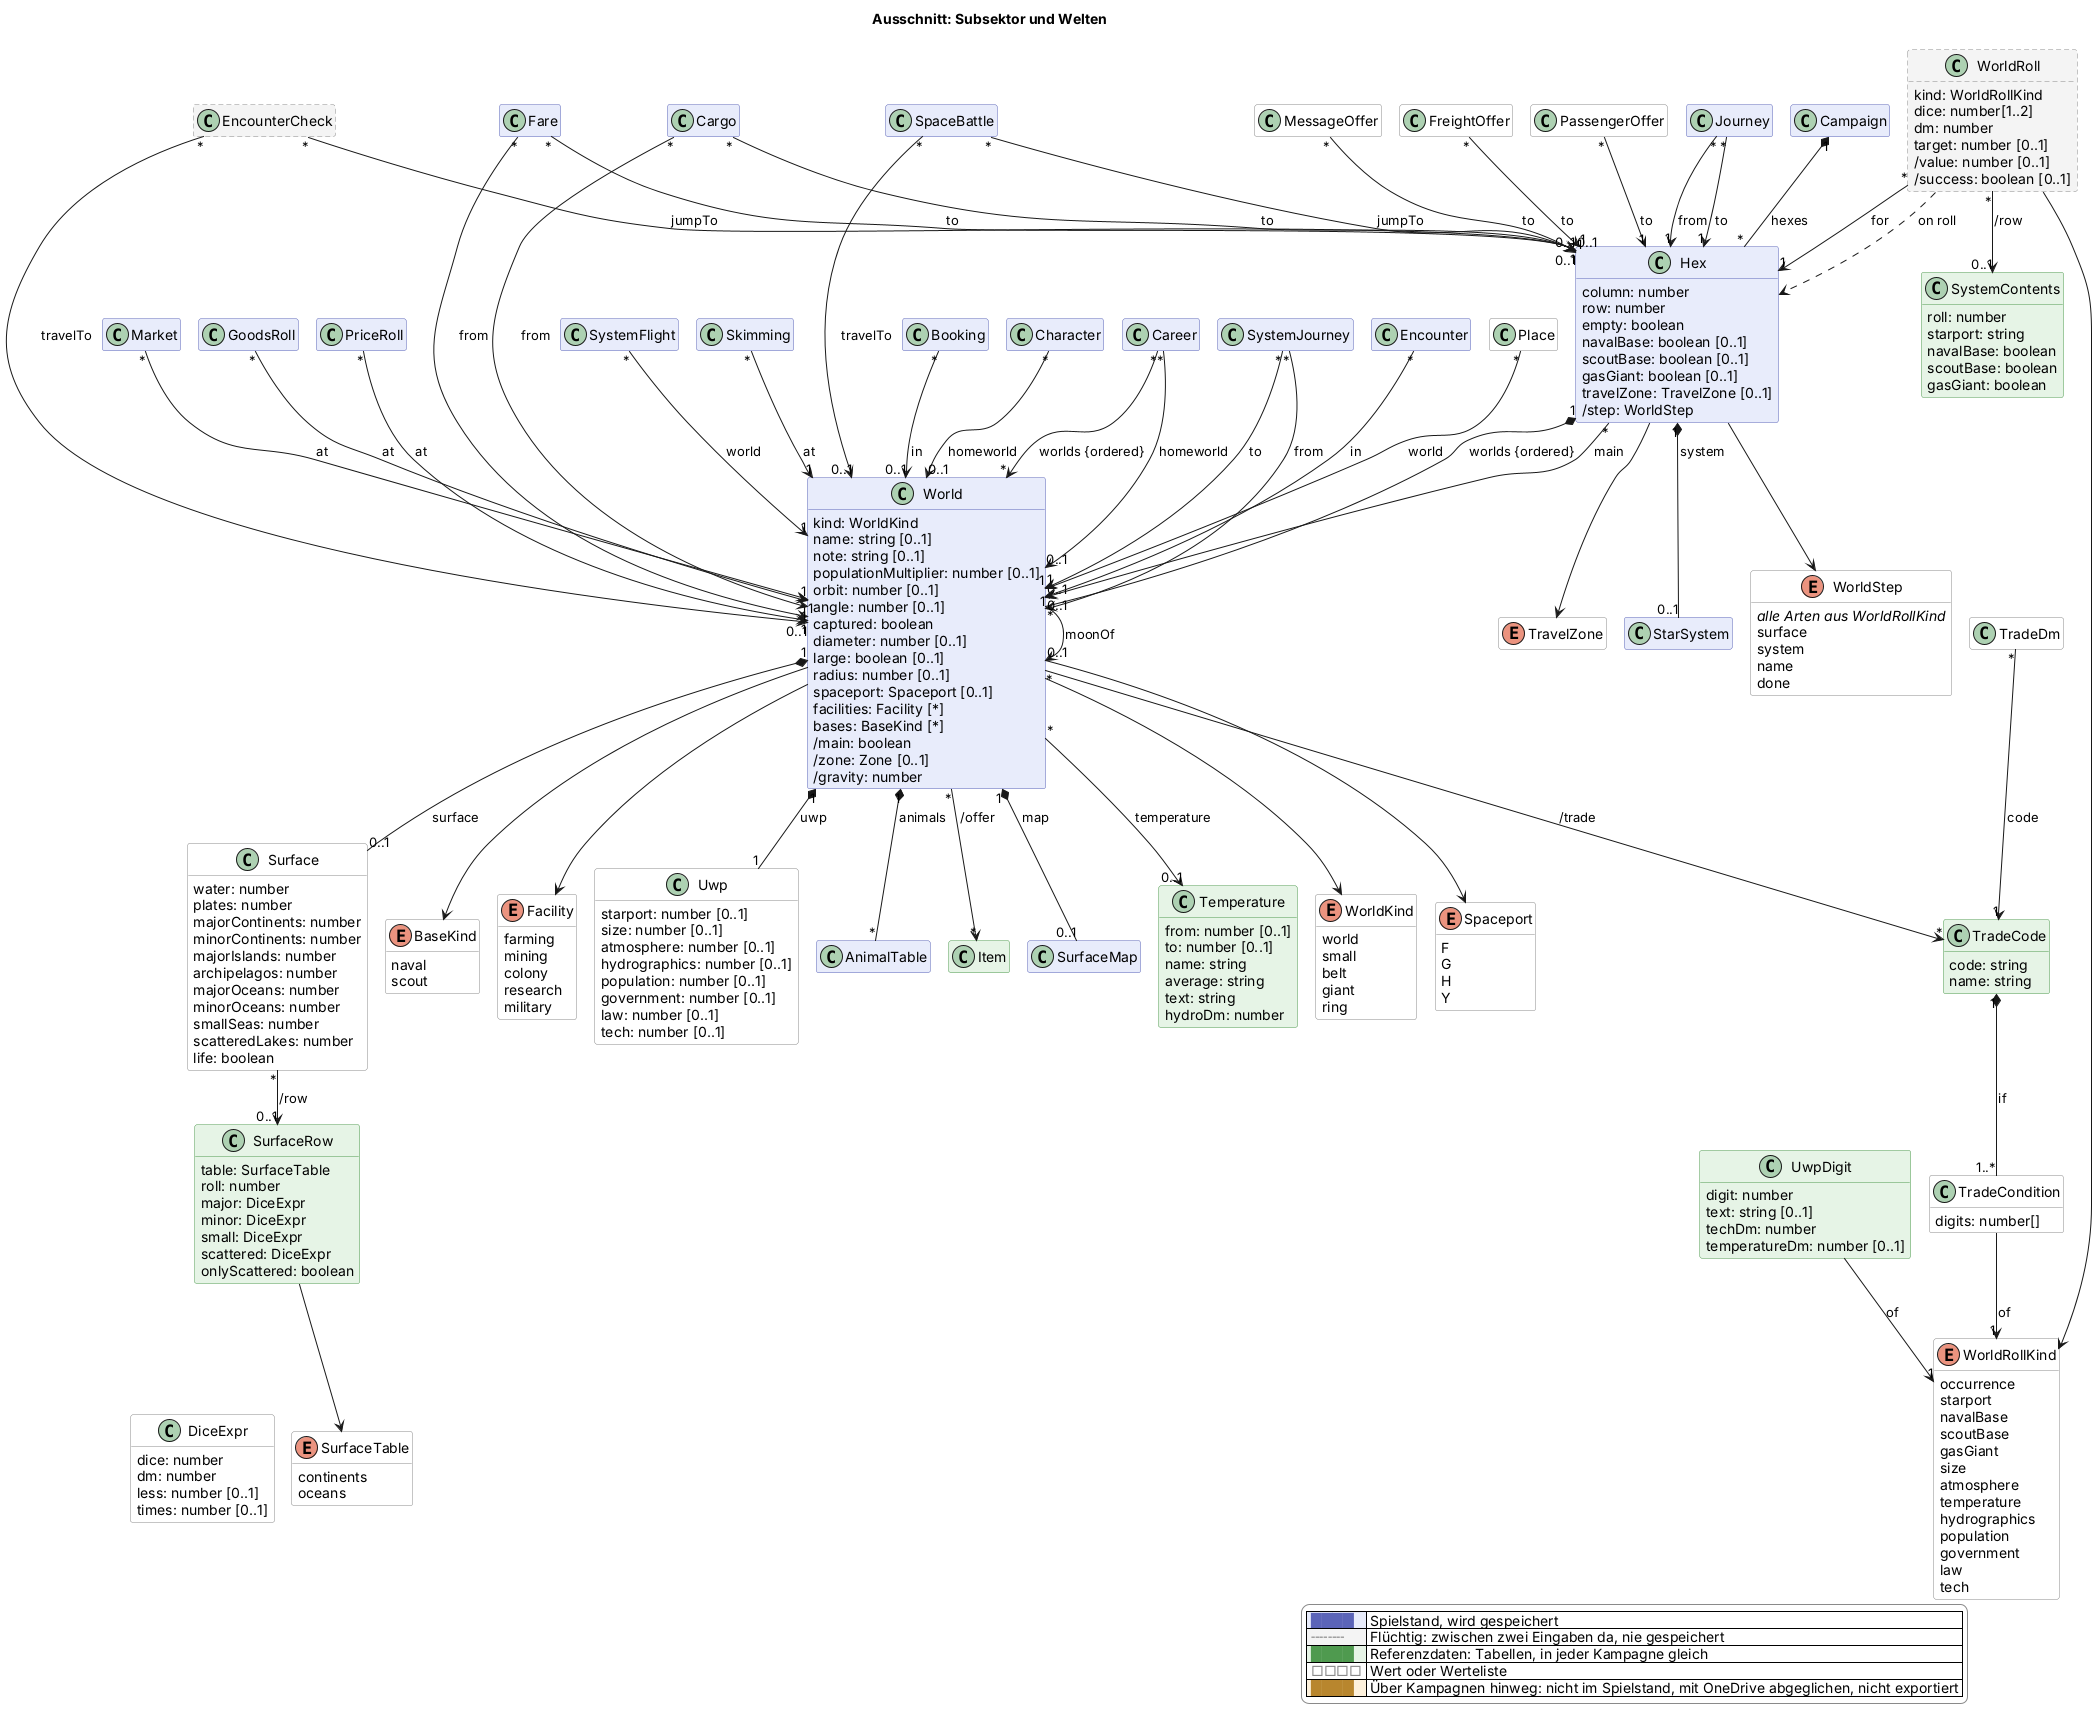 Ausschnitt: Subsektor und Welten
WorldRoll
kind: WorldRollKind
dice: number[1..2]
dm: number
target: number [0..1]
/value: number [0..1]
/success: boolean [0..1]
EncounterCheck
Fare
Cargo
SpaceBattle
MessageOffer
FreightOffer
PassengerOffer
Journey
Campaign
jumpTo
to
to
jumpTo
to
to
to
from
to
hexes
for
on roll
/row
Hex
column: number
row: number
empty: boolean
navalBase: boolean [0..1]
scoutBase: boolean [0..1]
gasGiant: boolean [0..1]
travelZone: TravelZone [0..1]
/step: WorldStep
SystemContents
roll: number
starport: string
navalBase: boolean
scoutBase: boolean
gasGiant: boolean
travelTo
Market
GoodsRoll
PriceRoll
from
from
SystemFlight
Skimming
travelTo
Booking
Character
Career
SystemJourney
Encounter
Place
at
at
at
world
at
in
homeworld
worlds {ordered}
homeworld
to
from
in
world
worlds {ordered}
main
system
World
kind: WorldKind
name: string [0..1]
note: string [0..1]
populationMultiplier: number [0..1]
orbit: number [0..1]
angle: number [0..1]
captured: boolean
diameter: number [0..1]
large: boolean [0..1]
radius: number [0..1]
spaceport: Spaceport [0..1]
facilities: Facility [*]
bases: BaseKind [*]
/main: boolean
/zone: Zone [0..1]
/gravity: number
moonOf
TravelZone
0..1
StarSystem
WorldStep
alle Arten aus WorldRollKind
surface
system
name
done
TradeDm
surface
uwp
animals
/offer
map
temperature
/trade
code
Surface
water: number
plates: number
majorContinents: number
minorContinents: number
majorIslands: number
archipelagos: number
majorOceans: number
minorOceans: number
smallSeas: number
scatteredLakes: number
life: boolean
BaseKind
naval
scout
Facility
farming
mining
colony
research
military
Uwp
starport: number [0..1]
size: number [0..1]
atmosphere: number [0..1]
hydrographics: number [0..1]
population: number [0..1]
government: number [0..1]
law: number [0..1]
tech: number [0..1]
AnimalTable
Item
0..1
SurfaceMap
Temperature
from: number [0..1]
to: number [0..1]
name: string
average: string
text: string
hydroDm: number
WorldKind
world
small
belt
giant
ring
Spaceport
F
G
H
Y
TradeCode
code: string
name: string
/row
if
SurfaceRow
table: SurfaceTable
roll: number
major: DiceExpr
minor: DiceExpr
small: DiceExpr
scattered: DiceExpr
onlyScattered: boolean
UwpDigit
digit: number
text: string [0..1]
techDm: number
temperatureDm: number [0..1]
1..*
TradeCondition
digits: number[]
of
of
DiceExpr
dice: number
dm: number
less: number [0..1]
times: number [0..1]
SurfaceTable
continents
oceans
WorldRollKind
occurrence
starport
navalBase
scoutBase
gasGiant
size
atmosphere
temperature
hydrographics
population
government
law
tech
Spielstand, wird gespeichert
Flüchtig: zwischen zwei Eingaben da, nie gespeichert
Referenzdaten: Tabellen, in jeder Kampagne gleich
Wert oder Werteliste
Über Kampagnen hinweg: nicht im Spielstand, mit OneDrive abgeglichen, nicht exportiert